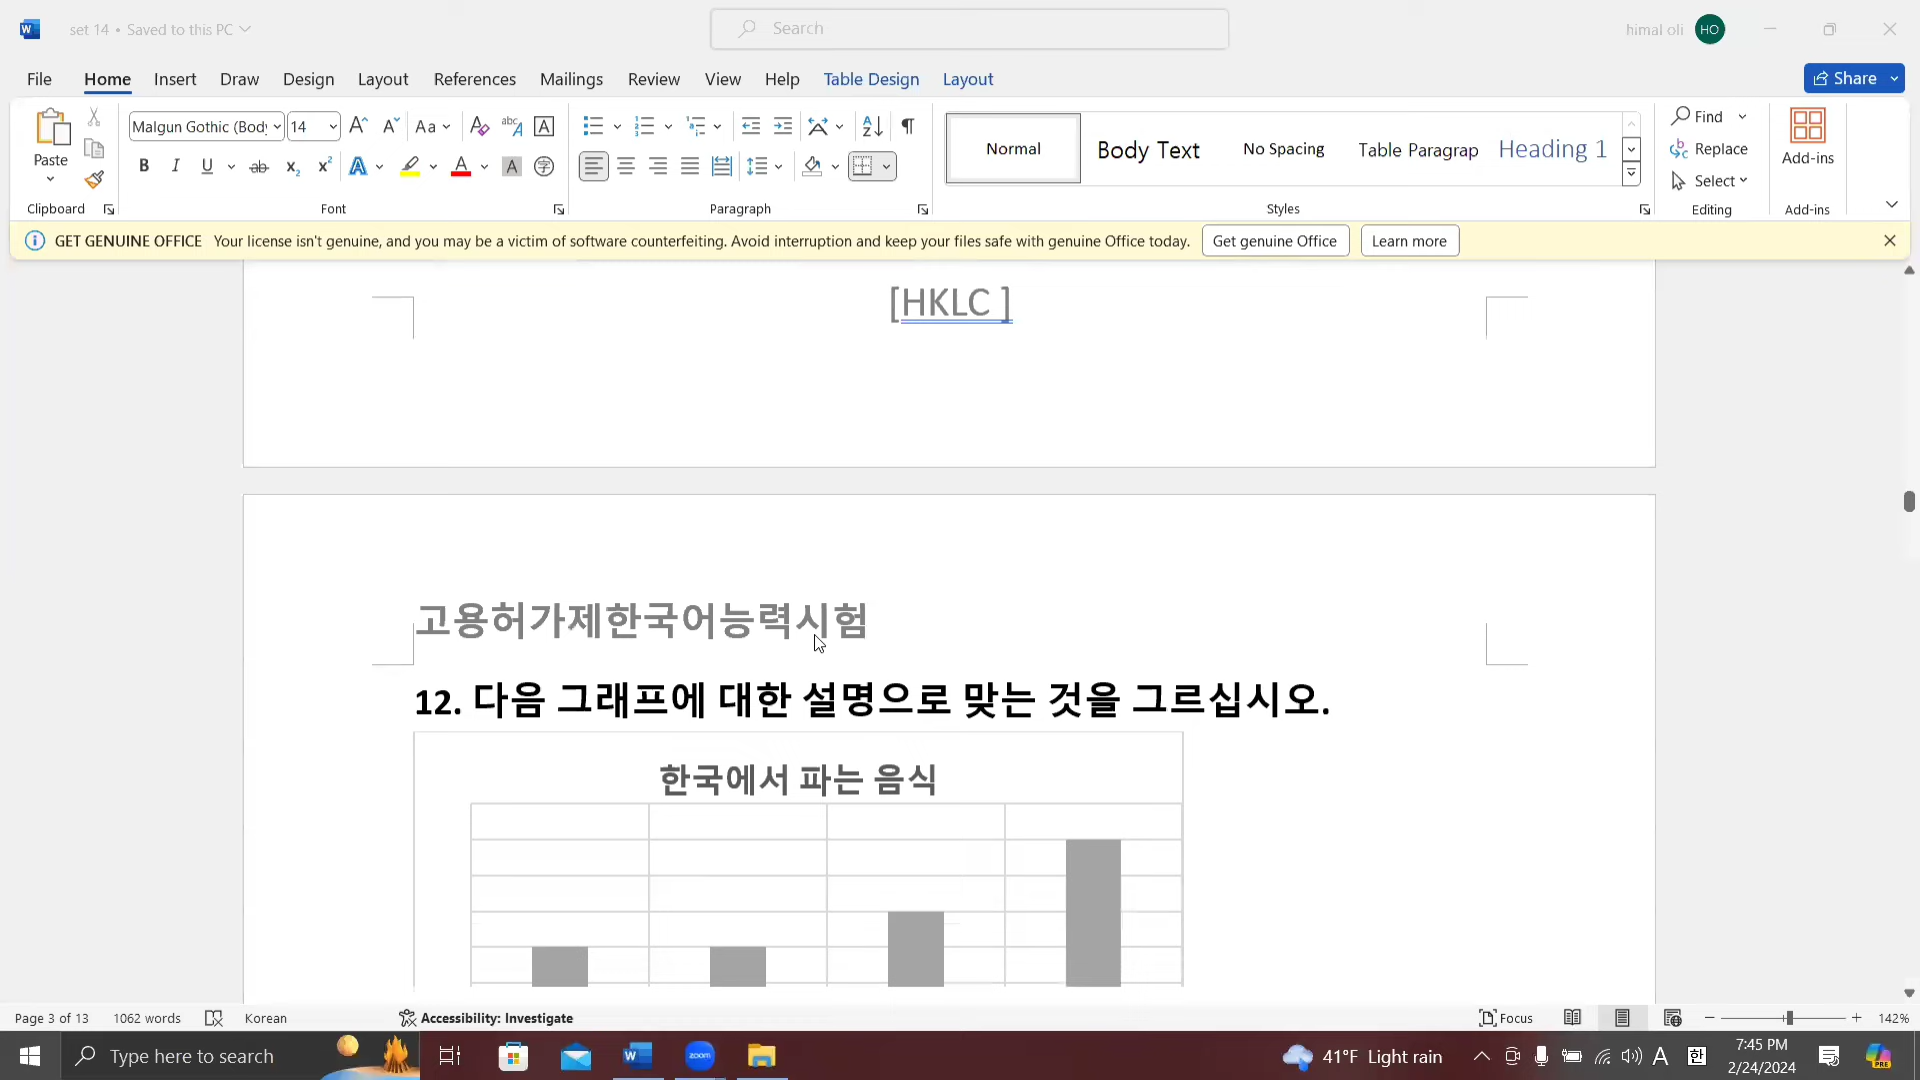 set 14 • Saved to this PC
Search
himal oli
HO
File Home Insert Draw Design Layout References Mailings Review View Help Table Design Layout
Share
Paste
Clipboard
Malgun Gothic (Body
14
Font
Paragraph
Normal
Body Text
No Spacing
Table Paragrap
Heading 1
Styles
Find
Replace
Select
Editing
Add-ins
Add-ins
GET GENUINE OFFICE Your license isn't genuine, and you may be a victim of software counterfeiting. Avoid interruption and keep your files safe with genuine Office today.
Get genuine Office
Learn more
[HKLC ]
고용허가제한국어능력시험
12. 다음 그래프에 대한 설명으로 맞는 것을 그르십시오.
한국에서 파는 음식
Page 3 of 13 1062 words Korean Accessibility: Investigate
Focus
142%
Type here to search
zoom
41°F Light rain
A
한
7:45 PM
2/24/2024
PRE